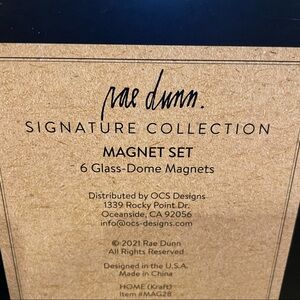 rae dunn.
SIGNATURE COLLECTION
MAGNET SET
6 Glass-Dome Magnets
Distributed by OCS Designs
1339 Rocky Point Dr.
Oceanside, CA 92056
info@ocs-designs.com
© 2021 Rae Dunn
All Rights Reserved
Designed in the U.S.A.
Made in China
HOME (Kraft)
Item #MAG28